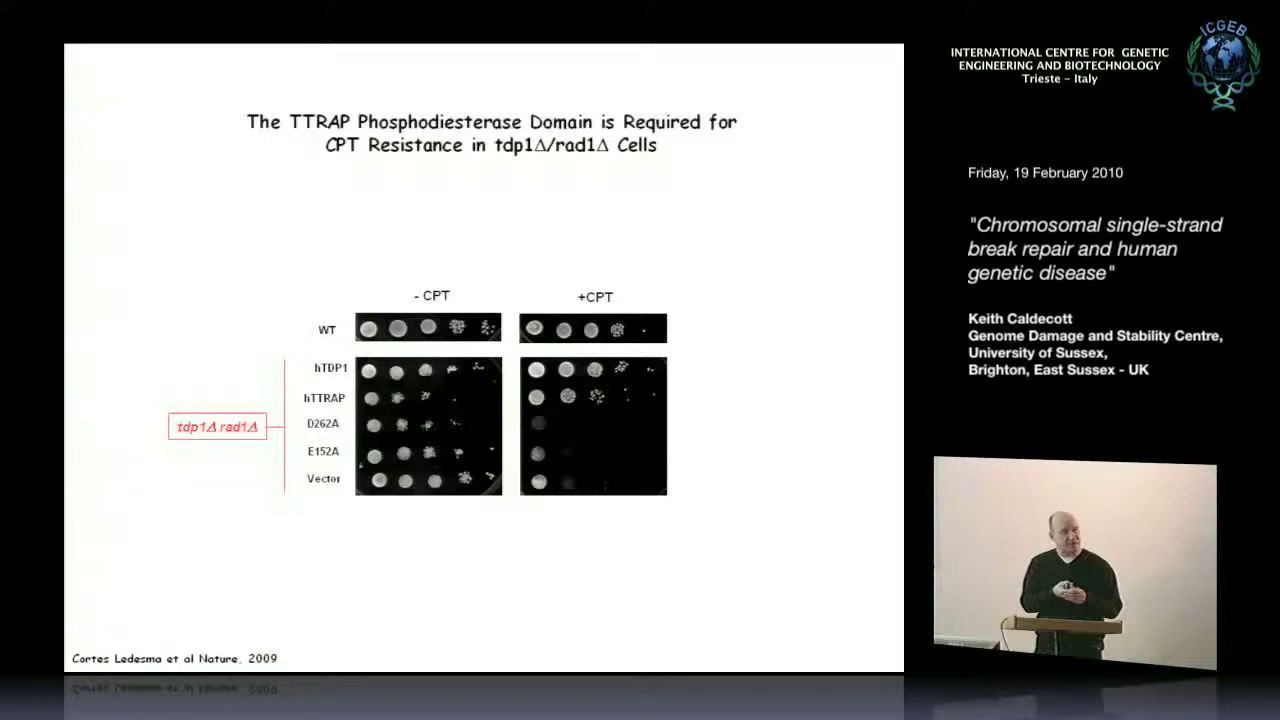 The TTRAP Phosphodiesterase Domain is Required for
CPT Resistance in tdp1Δ/rad1Δ Cells
- CPT
+CPT
WT
hTDP1
hTTRAP
D262A
E152A
Vector
tdp1Δ rad1Δ
Cortes Ledesma et al Nature, 2009
INTERNATIONAL CENTRE FOR GENETIC
ENGINEERING AND BIOTECHNOLOGY
Trieste - Italy
ICGEB
Friday, 19 February 2010
"Chromosomal single-strand
break repair and human
genetic disease"
Keith Caldecott
Genome Damage and Stability Centre,
University of Sussex,
Brighton, East Sussex - UK